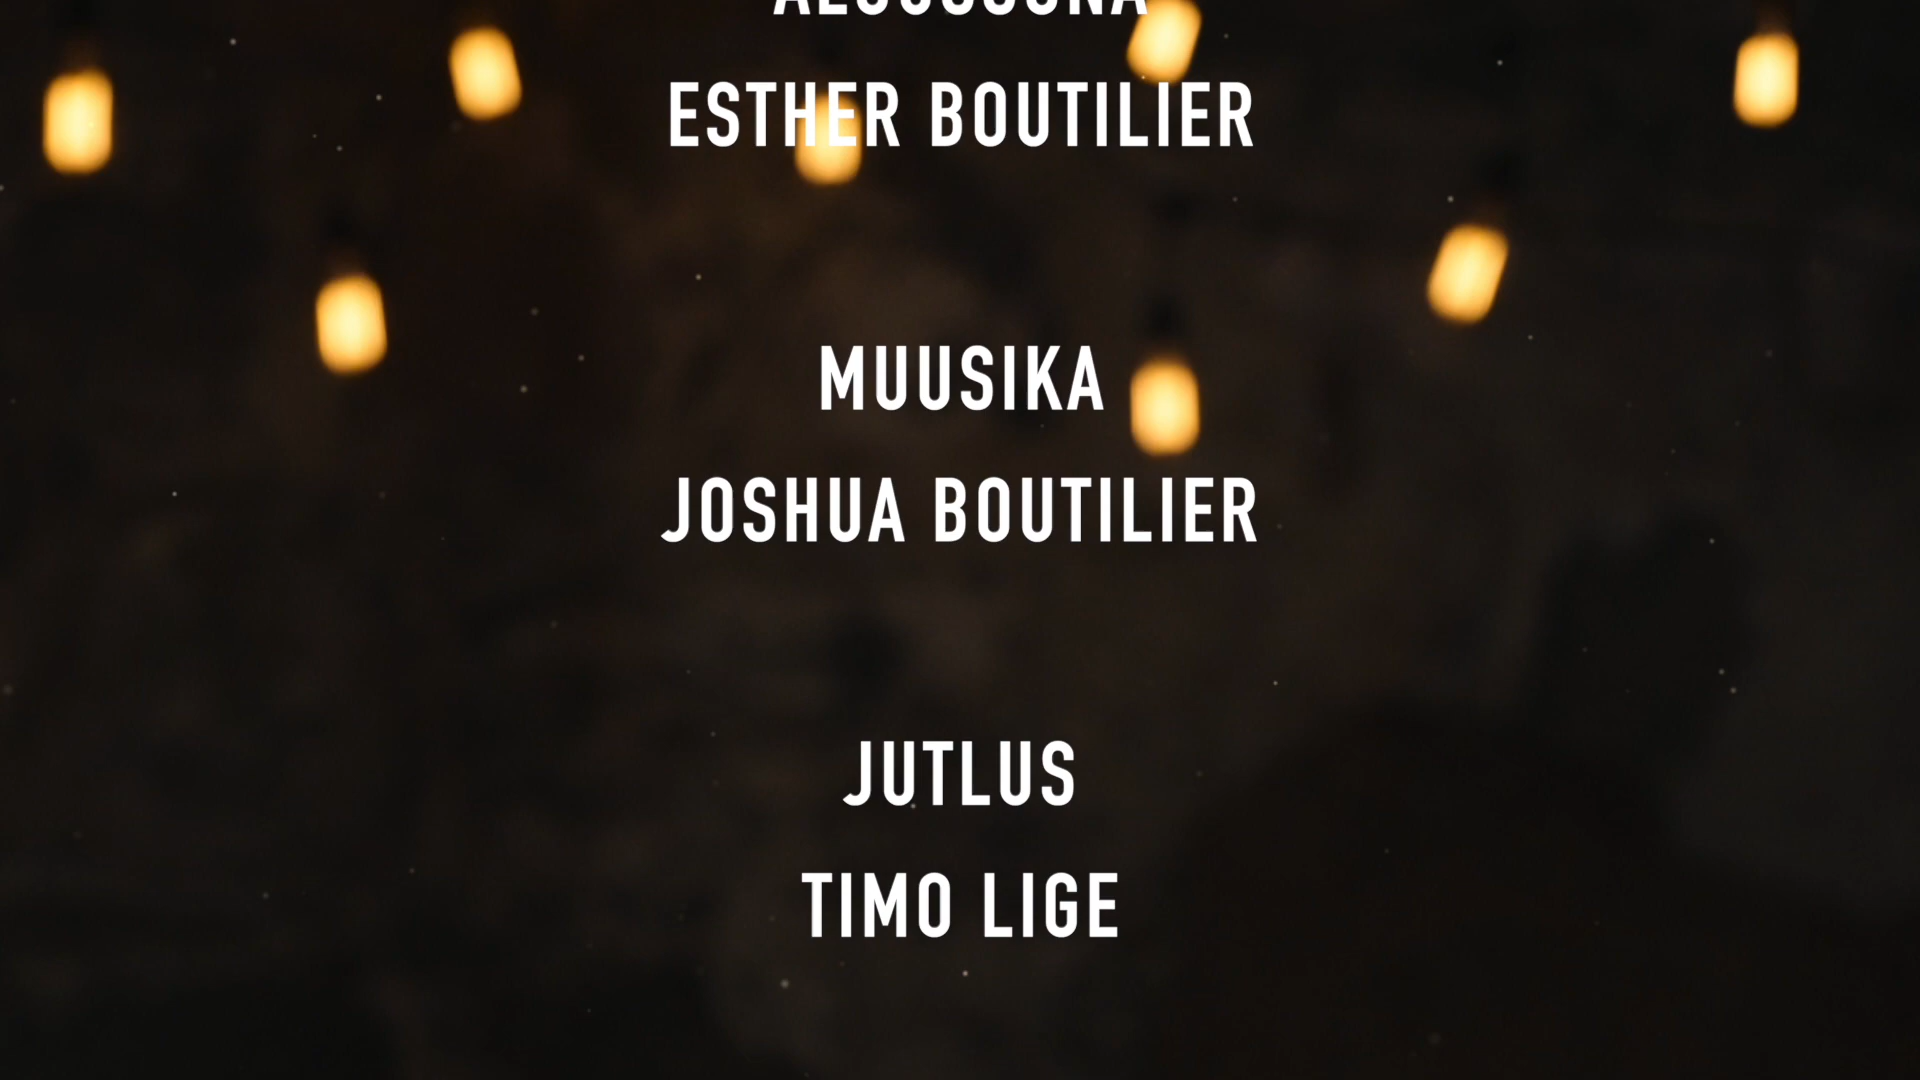 ESTHER BOUTILIER
MUUSIKA
JOSHUA BOUTILIER
JUTLUS
TIMO LIGE